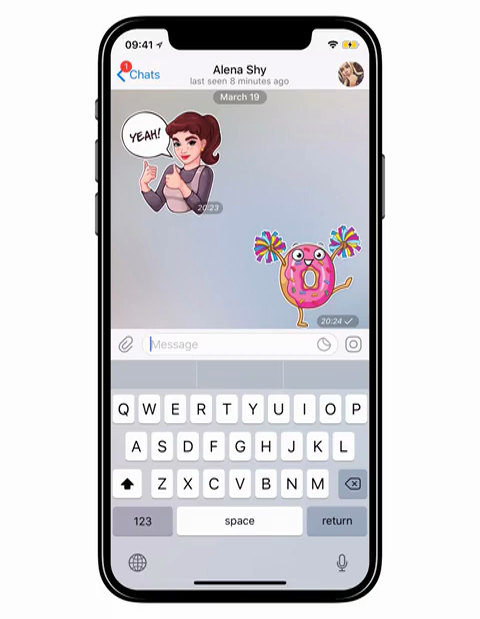 09:41
1
Chats
Alena Shy
last seen 8 minutes ago
March 19
YEAH!
20:23
20:24
Message
Q W E R T Y U I O P
A S D F G H J K L
Z X C V B N M
123 space return